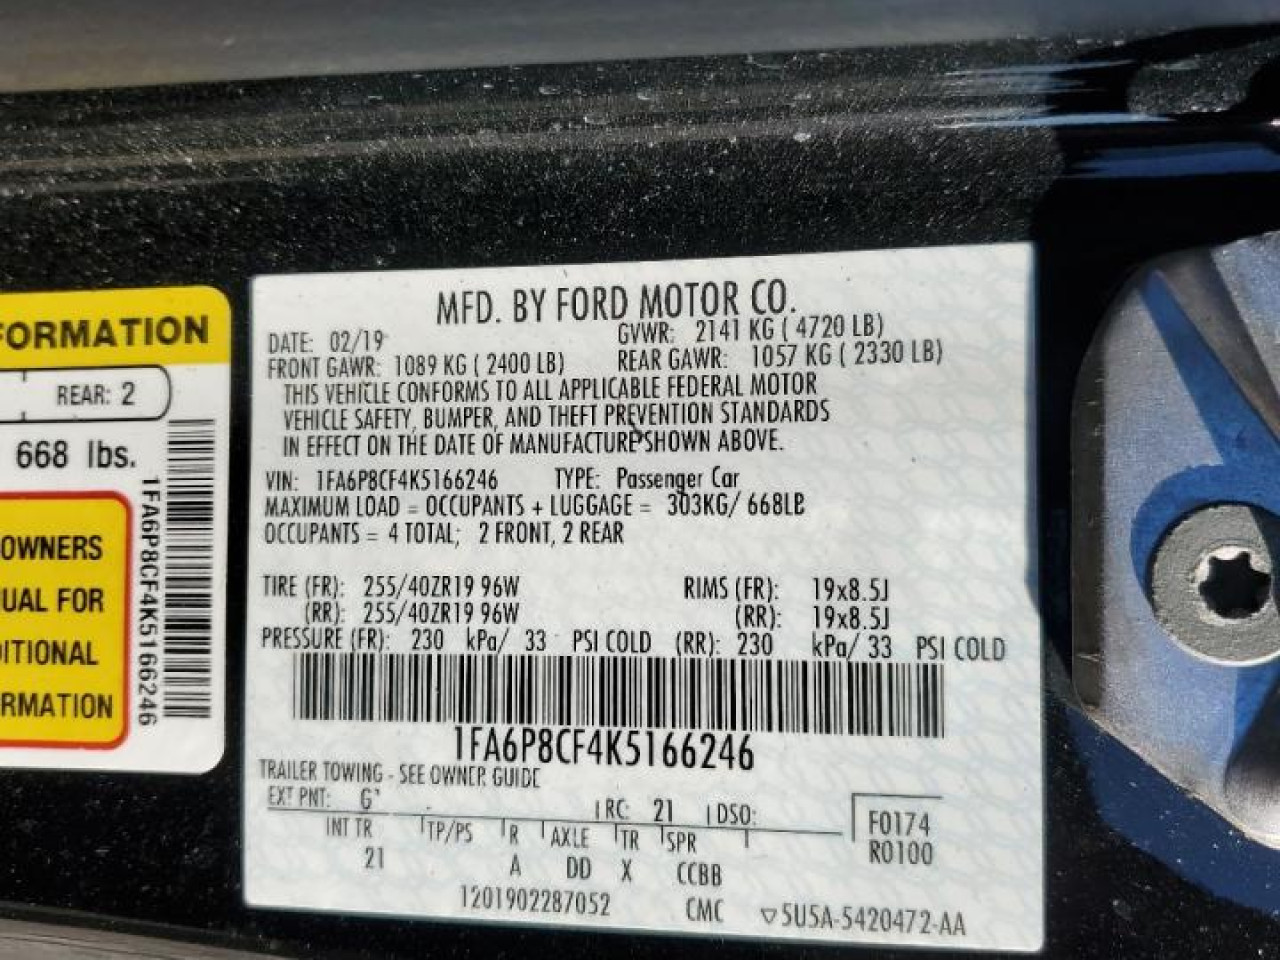 FORMATION
REAR: 2
668 lbs.
OWNERS
UAL FOR
ITIONAL
RMATION
1FA6P8CF4K5166246
MFD. BY FORD MOTOR CO.
DATE: 02/19 GVWR: 2141 KG ( 4720 LB)
FRONT GAWR: 1089 KG ( 2400 LB) REAR GAWR: 1057 KG ( 2330 LB)
THIS VEHICLE CONFORMS TO ALL APPLICABLE FEDERAL MOTOR
VEHICLE SAFETY, BUMPER, AND THEFT PREVENTION STANDARDS
IN EFFECT ON THE DATE OF MANUFACTURE SHOWN ABOVE.
VIN: 1FA6P8CF4K5166246 TYPE: Passenger Car
MAXIMUM LOAD = OCCUPANTS + LUGGAGE = 303KG/ 668LB
OCCUPANTS = 4 TOTAL; 2 FRONT, 2 REAR
TIRE (FR): 255/40ZR19 96W RIMS (FR): 19x8.5J
(RR): 255/40ZR19 96W (RR): 19x8.5J
PRESSURE (FR): 230 kPa/ 33 PSI COLD (RR): 230 kPa/ 33 PSI COLD
1FA6P8CF4K5166246
TRAILER TOWING - SEE OWNER GUIDE
EXT PNT: RC: 21 DSO: F0174
INT TR TP/PS R AXLE TR SPR R0100
21 A DD X CCBB
1201902287052 CMC ▽5U5A-5420472-AA